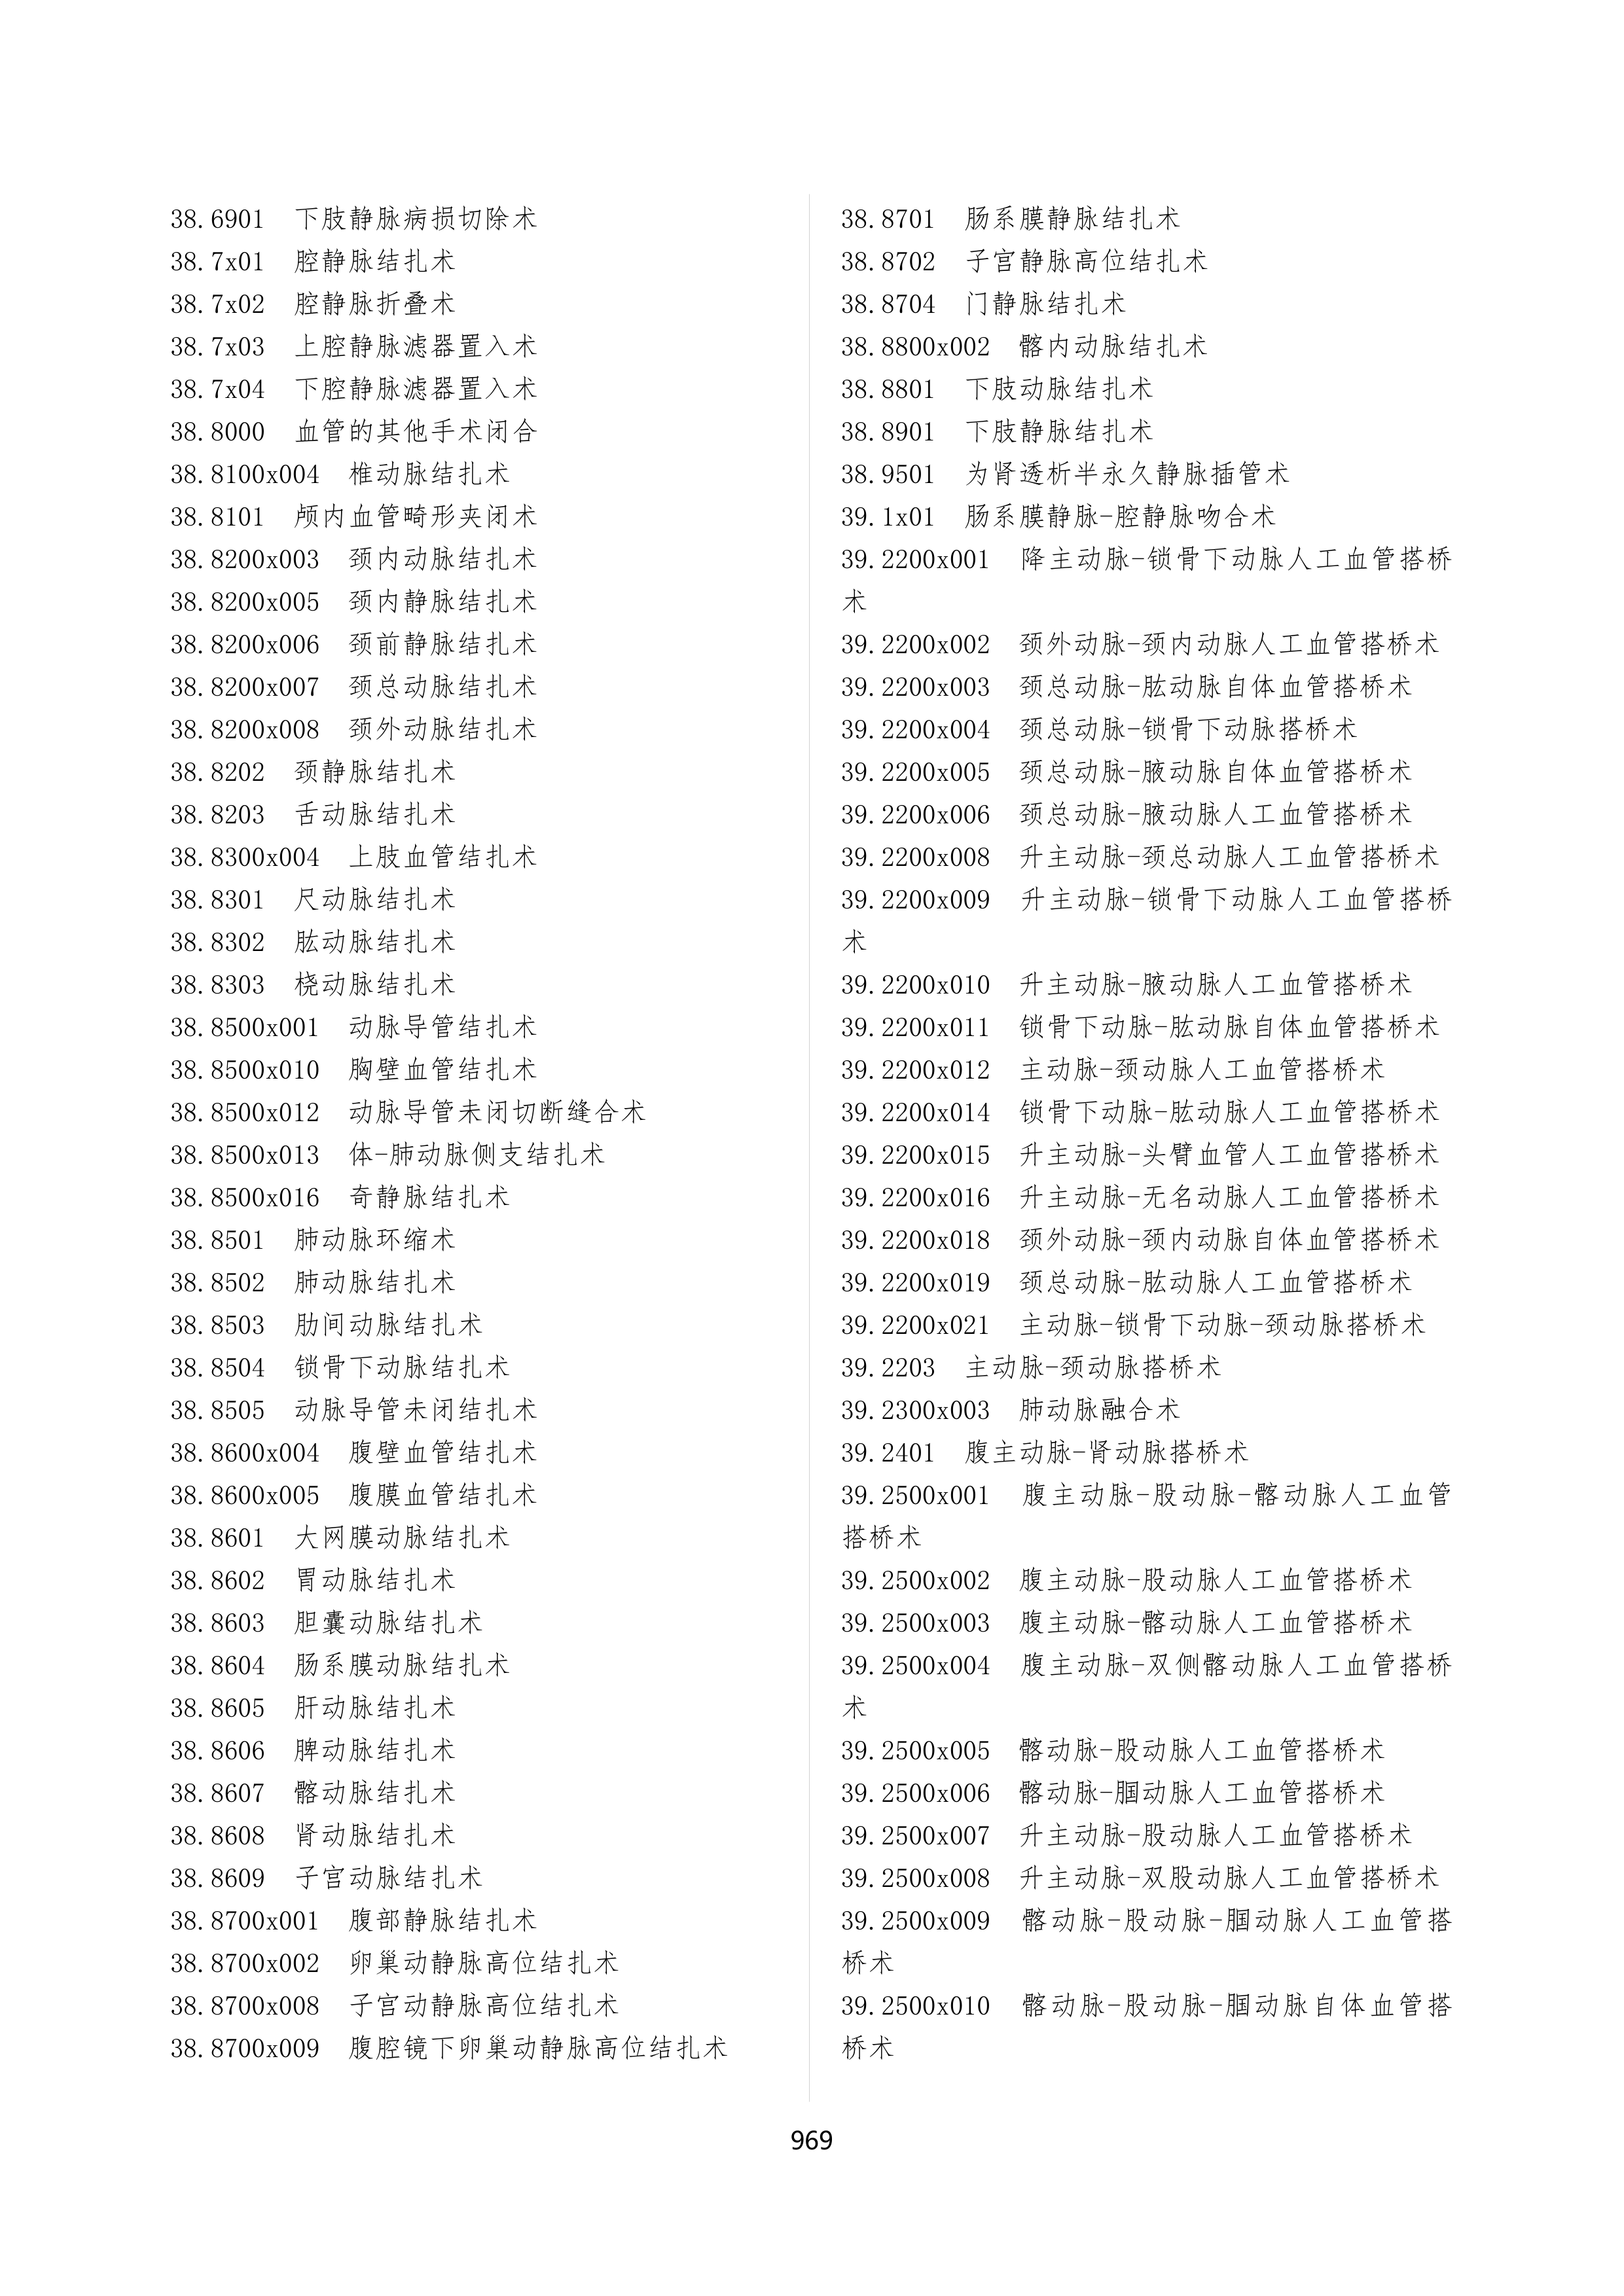 38.6901 下肢静脉病损切除术
38.7x01 腔静脉结扎术
38.7x02 腔静脉折叠术
38.7x03 上腔静脉滤器置入术
38.7x04 下腔静脉滤器置入术
38.8000 血管的其他手术闭合
38.8100x004 椎动脉结扎术
38.8101 颅内血管畸形夹闭术
38.8200x003 颈内动脉结扎术
38.8200x005 颈内静脉结扎术
38.8200x006 颈前静脉结扎术
38.8200x007 颈总动脉结扎术
38.8200x008 颈外动脉结扎术
38.8202 颈静脉结扎术
38.8203 舌动脉结扎术
38.8300x004 上肢血管结扎术
38.8301 尺动脉结扎术
38.8302 肱动脉结扎术
38.8303 桡动脉结扎术
38.8500x001 动脉导管结扎术
38.8500x010 胸壁血管结扎术
38.8500x012 动脉导管未闭切断缝合术
38.8500x013 体-肺动脉侧支结扎术
38.8500x016 奇静脉结扎术
38.8501 肺动脉环缩术
38.8502 肺动脉结扎术
38.8503 肋间动脉结扎术
38.8504 锁骨下动脉结扎术
38.8505 动脉导管未闭结扎术
38.8600x004 腹壁血管结扎术
38.8600x005 腹膜血管结扎术
38.8601 大网膜动脉结扎术
38.8602 胃动脉结扎术
38.8603 胆囊动脉结扎术
38.8604 肠系膜动脉结扎术
38.8605 肝动脉结扎术
38.8606 脾动脉结扎术
38.8607 髂动脉结扎术
38.8608 肾动脉结扎术
38.8609 子宫动脉结扎术
38.8700x001 腹部静脉结扎术
38.8700x002 卵巢动静脉高位结扎术
38.8700x008 子宫动静脉高位结扎术
38.8700x009 腹腔镜下卵巢动静脉高位结扎术
38.8701 肠系膜静脉结扎术
38.8702 子宫静脉高位结扎术
38.8704 门静脉结扎术
38.8800x002 髂内动脉结扎术
38.8801 下肢动脉结扎术
38.8901 下肢静脉结扎术
38.9501 为肾透析半永久静脉插管术
39.1x01 肠系膜静脉-腔静脉吻合术
39.2200x001 降主动脉-锁骨下动脉人工血管搭桥
术
39.2200x002 颈外动脉-颈内动脉人工血管搭桥术
39.2200x003 颈总动脉-肱动脉自体血管搭桥术
39.2200x004 颈总动脉-锁骨下动脉搭桥术
39.2200x005 颈总动脉-腋动脉自体血管搭桥术
39.2200x006 颈总动脉-腋动脉人工血管搭桥术
39.2200x008 升主动脉-颈总动脉人工血管搭桥术
39.2200x009 升主动脉-锁骨下动脉人工血管搭桥
术
39.2200x010 升主动脉-腋动脉人工血管搭桥术
39.2200x011 锁骨下动脉-肱动脉自体血管搭桥术
39.2200x012 主动脉-颈动脉人工血管搭桥术
39.2200x014 锁骨下动脉-肱动脉人工血管搭桥术
39.2200x015 升主动脉-头臂血管人工血管搭桥术
39.2200x016 升主动脉-无名动脉人工血管搭桥术
39.2200x018 颈外动脉-颈内动脉自体血管搭桥术
39.2200x019 颈总动脉-肱动脉人工血管搭桥术
39.2200x021 主动脉-锁骨下动脉-颈动脉搭桥术
39.2203 主动脉-颈动脉搭桥术
39.2300x003 肺动脉融合术
39.2401 腹主动脉-肾动脉搭桥术
39.2500x001 腹主动脉-股动脉-髂动脉人工血管
搭桥术
39.2500x002 腹主动脉-股动脉人工血管搭桥术
39.2500x003 腹主动脉-髂动脉人工血管搭桥术
39.2500x004 腹主动脉-双侧髂动脉人工血管搭桥
术
39.2500x005 髂动脉-股动脉人工血管搭桥术
39.2500x006 髂动脉-腘动脉人工血管搭桥术
39.2500x007 升主动脉-股动脉人工血管搭桥术
39.2500x008 升主动脉-双股动脉人工血管搭桥术
39.2500x009 髂动脉-股动脉-腘动脉人工血管搭
桥术
39.2500x010 髂动脉-股动脉-腘动脉自体血管搭
桥术
969